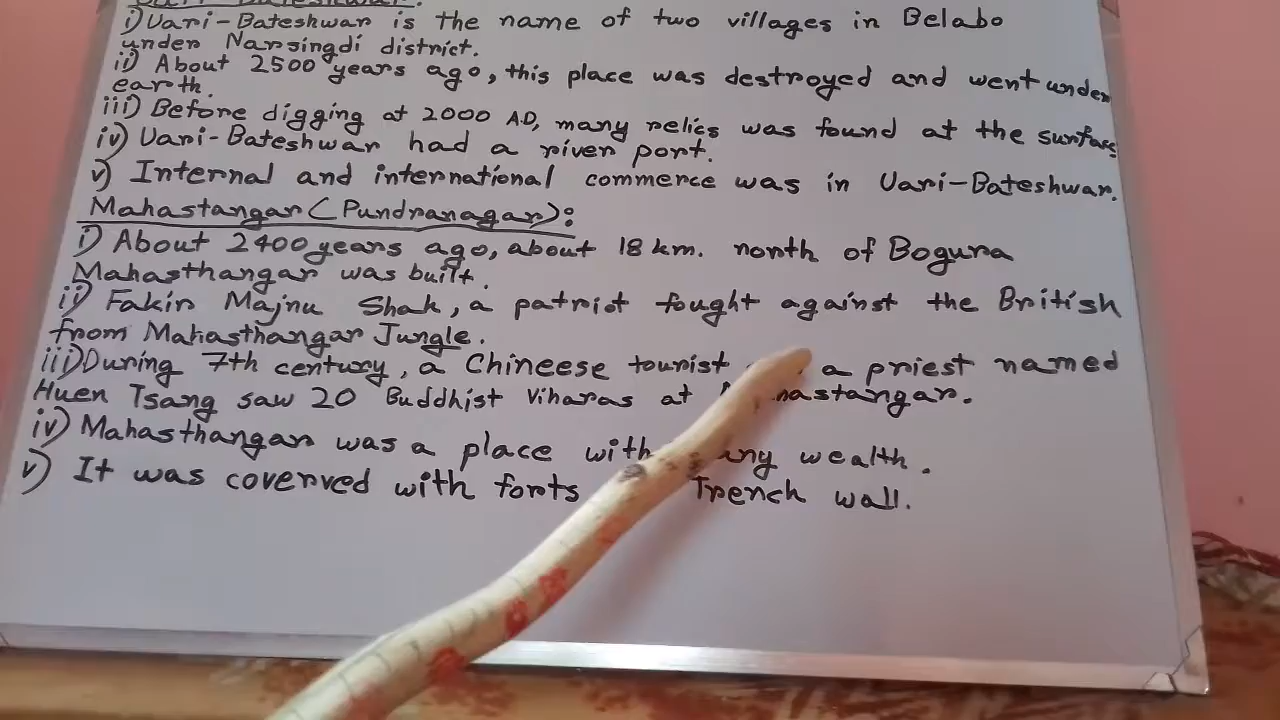 i) Uari-Bateshwar is the name of two villages in Belabo
under Narsingdi district.
ii) About 2500 years ago, this place was destroyed and went under
earth.
iii) Before digging at 2000 A.D, many relics was found at the surface
iv) Uari-Bateshwar had a river port.
v) Internal and international commerce was in Uari-Bateshwar.
Mahastangar (Pundranagar):
i) About 2400 years ago, about 18 km. north of Bogura
Mahasthangar was built.
ii) Fakir Majnu Shah, a patriot fought against the British
from Mahasthangar Jungle.
iii) During 7th century, a Chineese tourist a priest named
Huen Tsang saw 20 Buddhist Viharas at
iv) Mahasthangar was a place with wealth.
v) It was coverved with forts Trench wall.